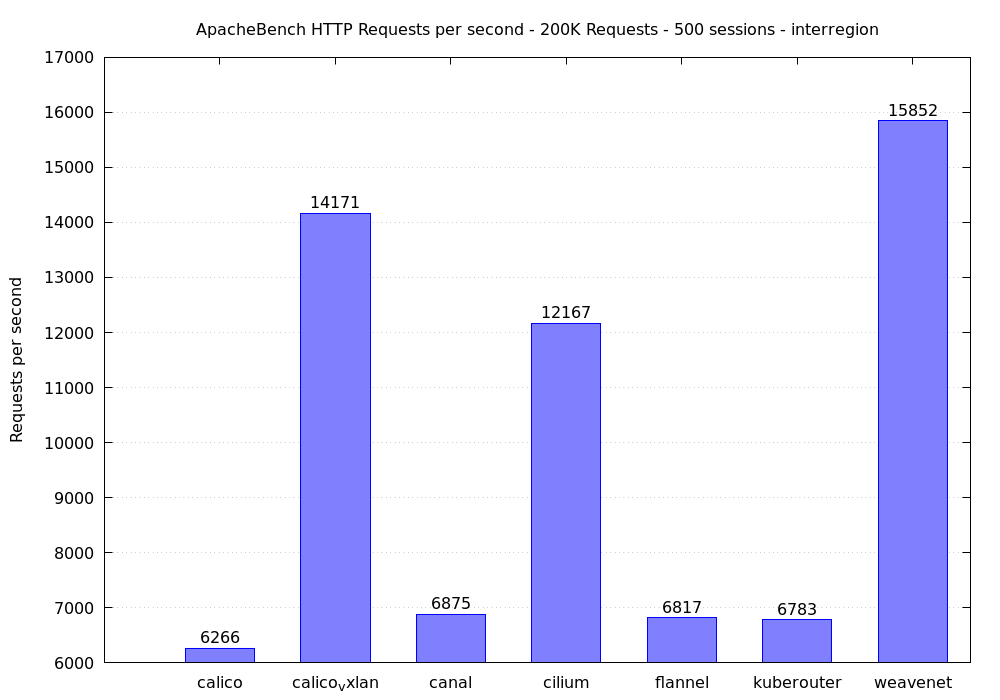 ApacheBench HTTP Requests per second - 200K Requests - 500 sessions - interregion
Requests per second
17000
16000
15000
14000
13000
12000
11000
10000
9000
8000
7000
6000
6266
14171
6875
12167
6817
6783
15852
calico
calicovxlan
canal
cilium
flannel
kuberouter
weavenet